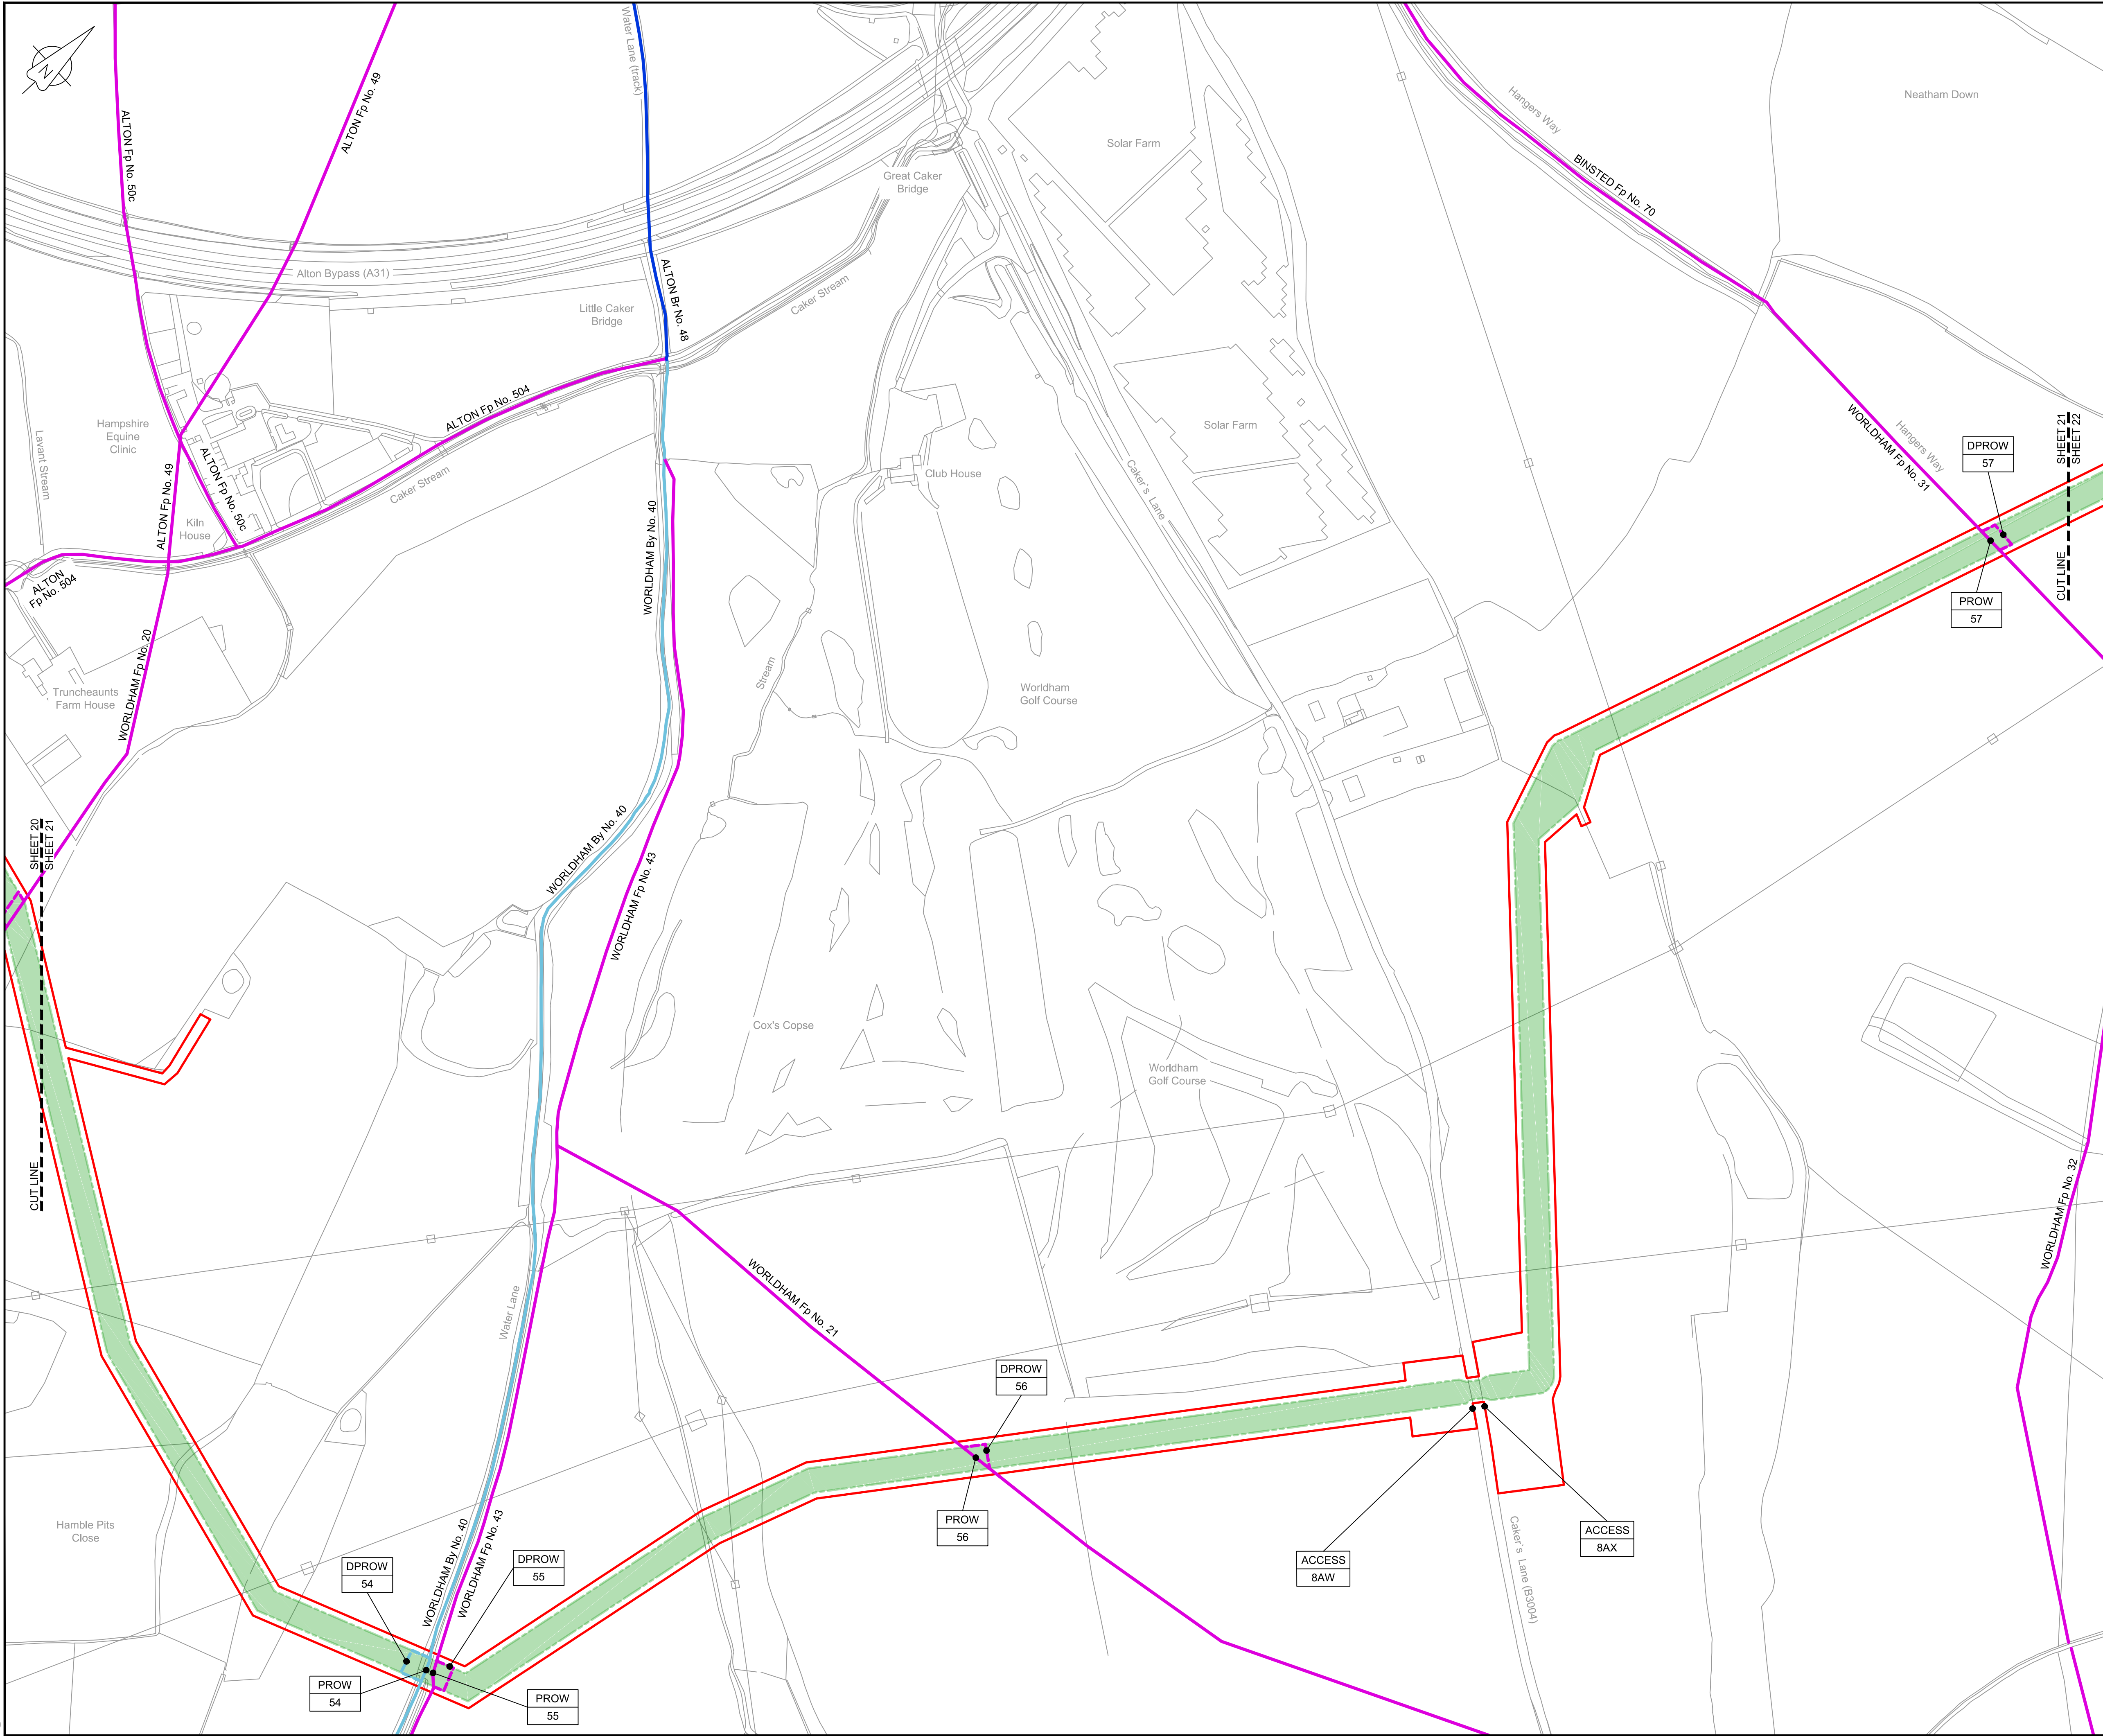 N
Water Lane (track)
ALTON Fp No. 50c
ALTON Fp No. 49
Hangers Way
Neatham Down
Solar Farm
Great Caker
Bridge
BINSTED Fp No. 70
Alton Bypass (A31)
ALTON Br No. 48
Caker Stream
Little Caker
Bridge
ALTON Fp No. 504
Hampshire
Equine
Clinic
Lavant Stream
ALTON Fp No. 49
ALTON Fp No. 50c
Caker Stream
Kiln
House
Club House
Solar Farm
Caker's Lane
WORLDHAM Fp No. 31
Hangers Way
SHEET 21
SHEET 22
CUT LINE
DPROW
57
PROW
57
ALTON
Fp No. 504
WORLDHAM By No. 40
WORLDHAM Fp No. 20
Truncheaunts
Farm House
Stream
Worldham
Golf Course
SHEET 20
SHEET 21
CUT LINE
WORLDHAM By No. 40
WORLDHAM Fp No. 43
Cox's Copse
Worldham
Golf Course
WORLDHAM Fp No. 32
Water Lane
WORLDHAM Fp No. 21
DPROW
56
PROW
56
Hamble Pits
Close
DPROW
54
WORLDHAM By No. 40
WORLDHAM Fp No. 43
DPROW
55
PROW
54
PROW
55
ACCESS
8AW
ACCESS
8AX
Caker's Lane (B3004)